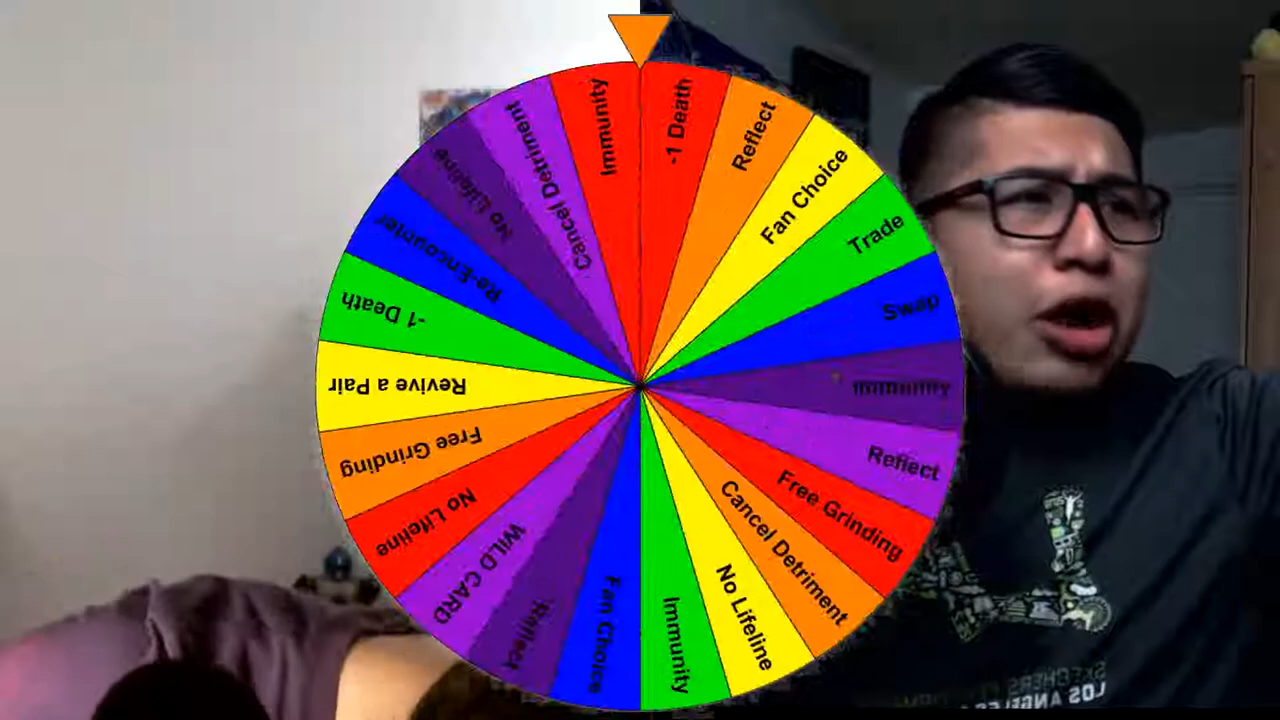 -1 Death
Reflect
Fan Choice
Trade
Swap
Immunity
Reflect
Free Grinding
Cancel Detriment
No Lifeline
Immunity
Fan Choice
Reflect
WILD CARD
No Lifeline
Free Grinding
Revive a Pair
-1 Death
Re-Encounter
No Lifeline
Cancel Detriment
Immunity
SKECHERS
LOS ANGELES